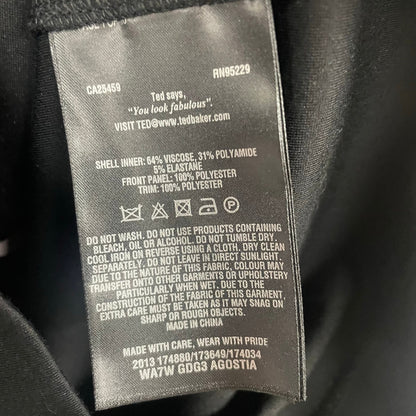 CA25459 RN95229
Ted says,
"You look fabulous".
VISIT TED@www.tedbaker.com
SHELL INNER: 64% VISCOSE, 31% POLYAMIDE
5% ELASTANE
FRONT PANEL: 100% POLYESTER
TRIM: 100% POLYESTER
DO NOT WASH. DO NOT USE PRODUCTS CONTAINING
BLEACH, OIL OR ALCOHOL. DO NOT TUMBLE DRY.
COOL IRON ON REVERSE USING A CLOTH. DRY CLEAN
SEPARATELY. DO NOT LEAVE IN DIRECT SUNLIGHT.
DUE TO THE NATURE OF THIS FABRIC, COLOUR MAY
TRANSFER ONTO OTHER GARMENTS OR UPHOLSTERY
PARTICULARLY WHEN WET. DUE TO THE
CONSTRUCTION OF THE FABRIC OF THIS GARMENT,
EXTRA CARE MUST BE TAKEN AS IT MAY SNAG ON
SHARP OR ROUGH OBJECTS.
MADE IN CHINA
MADE WITH CARE, WEAR WITH PRIDE
2013 174880/173649/174034
WA7W GDG3 AGOSTIA